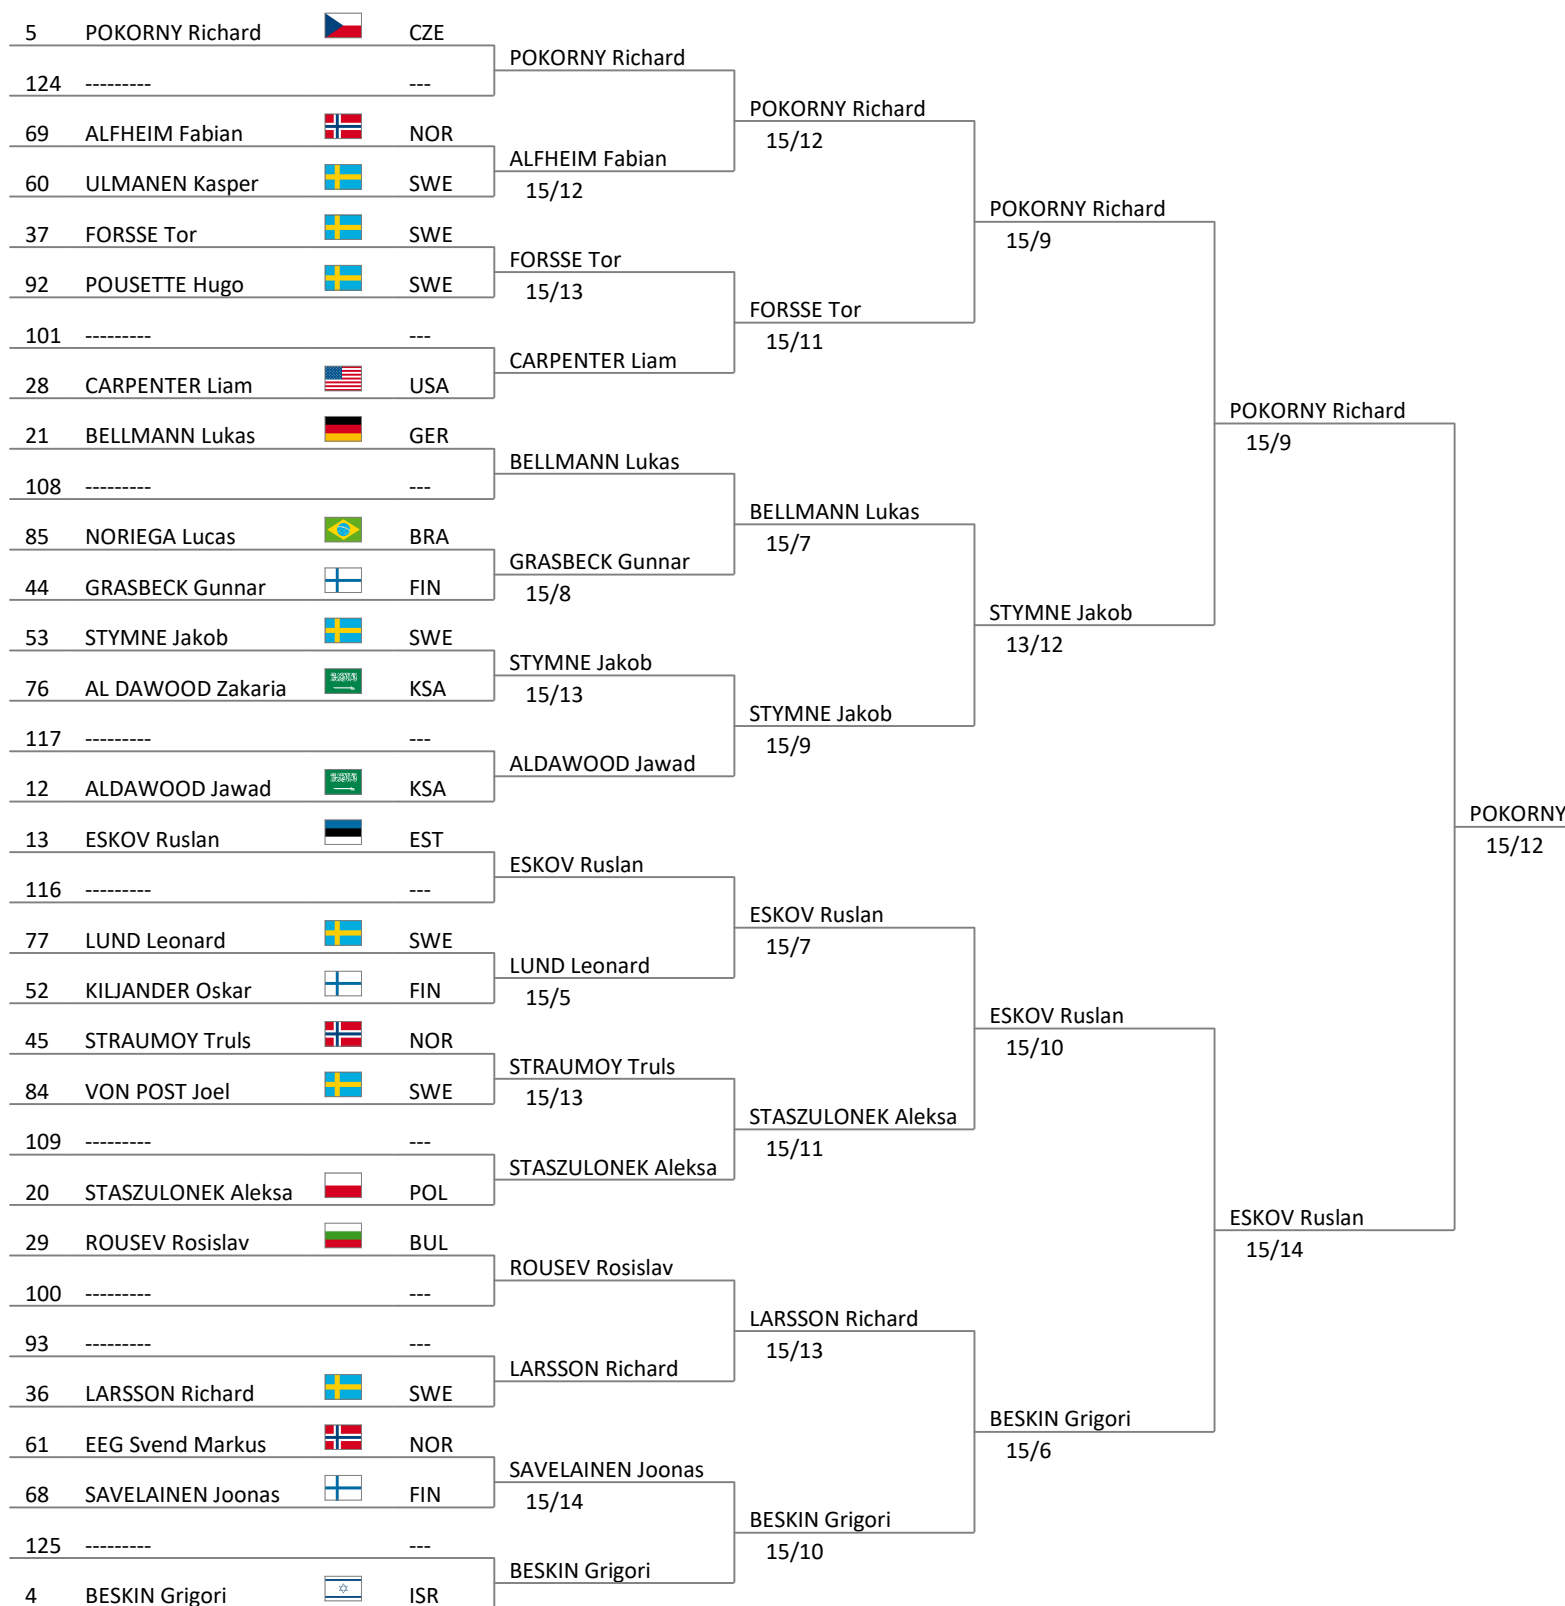 5 POKORNY Richard CZE
POKORNY Richard
124 --------- ---
POKORNY Richard
15/12
69 ALFHEIM Fabian NOR
ALFHEIM Fabian
15/12
60 ULMANEN Kasper SWE
POKORNY Richard
15/9
37 FORSSE Tor SWE
FORSSE Tor
15/13
92 POUSETTE Hugo SWE
FORSSE Tor
15/11
101 --------- ---
CARPENTER Liam
28 CARPENTER Liam USA
POKORNY Richard
15/9
21 BELLMANN Lukas GER
BELLMANN Lukas
108 --------- ---
BELLMANN Lukas
15/7
85 NORIEGA Lucas BRA
GRASBECK Gunnar
15/8
44 GRASBECK Gunnar FIN
STYMNE Jakob
13/12
53 STYMNE Jakob SWE
STYMNE Jakob
15/13
76 AL DAWOOD Zakaria KSA
STYMNE Jakob
15/9
117 --------- ---
ALDAWOOD Jawad
12 ALDAWOOD Jawad KSA
POKORNY
15/12
13 ESKOV Ruslan EST
ESKOV Ruslan
116 --------- ---
ESKOV Ruslan
15/7
77 LUND Leonard SWE
LUND Leonard
15/5
52 KILJANDER Oskar FIN
ESKOV Ruslan
15/10
45 STRAUMOY Truls NOR
STRAUMOY Truls
15/13
84 VON POST Joel SWE
STASZULONEK Aleksa
15/11
109 --------- ---
STASZULONEK Aleksa
20 STASZULONEK Aleksa POL
ESKOV Ruslan
15/14
29 ROUSEV Rosislav BUL
ROUSEV Rosislav
100 --------- ---
LARSSON Richard
15/13
93 --------- ---
LARSSON Richard
36 LARSSON Richard SWE
BESKIN Grigori
15/6
61 EEG Svend Markus NOR
SAVELAINEN Joonas
15/14
68 SAVELAINEN Joonas FIN
BESKIN Grigori
15/10
125 --------- ---
BESKIN Grigori
4 BESKIN Grigori ISR